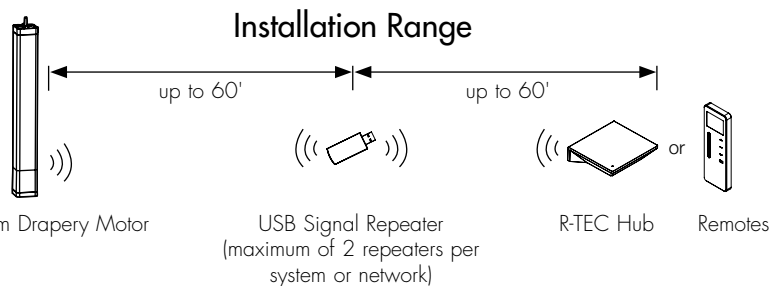 Installation Range
up to 60'
up to 60'
m Drapery Motor
USB Signal Repeater
(maximum of 2 repeaters per
system or network)
R-TEC Hub
or
Remotes